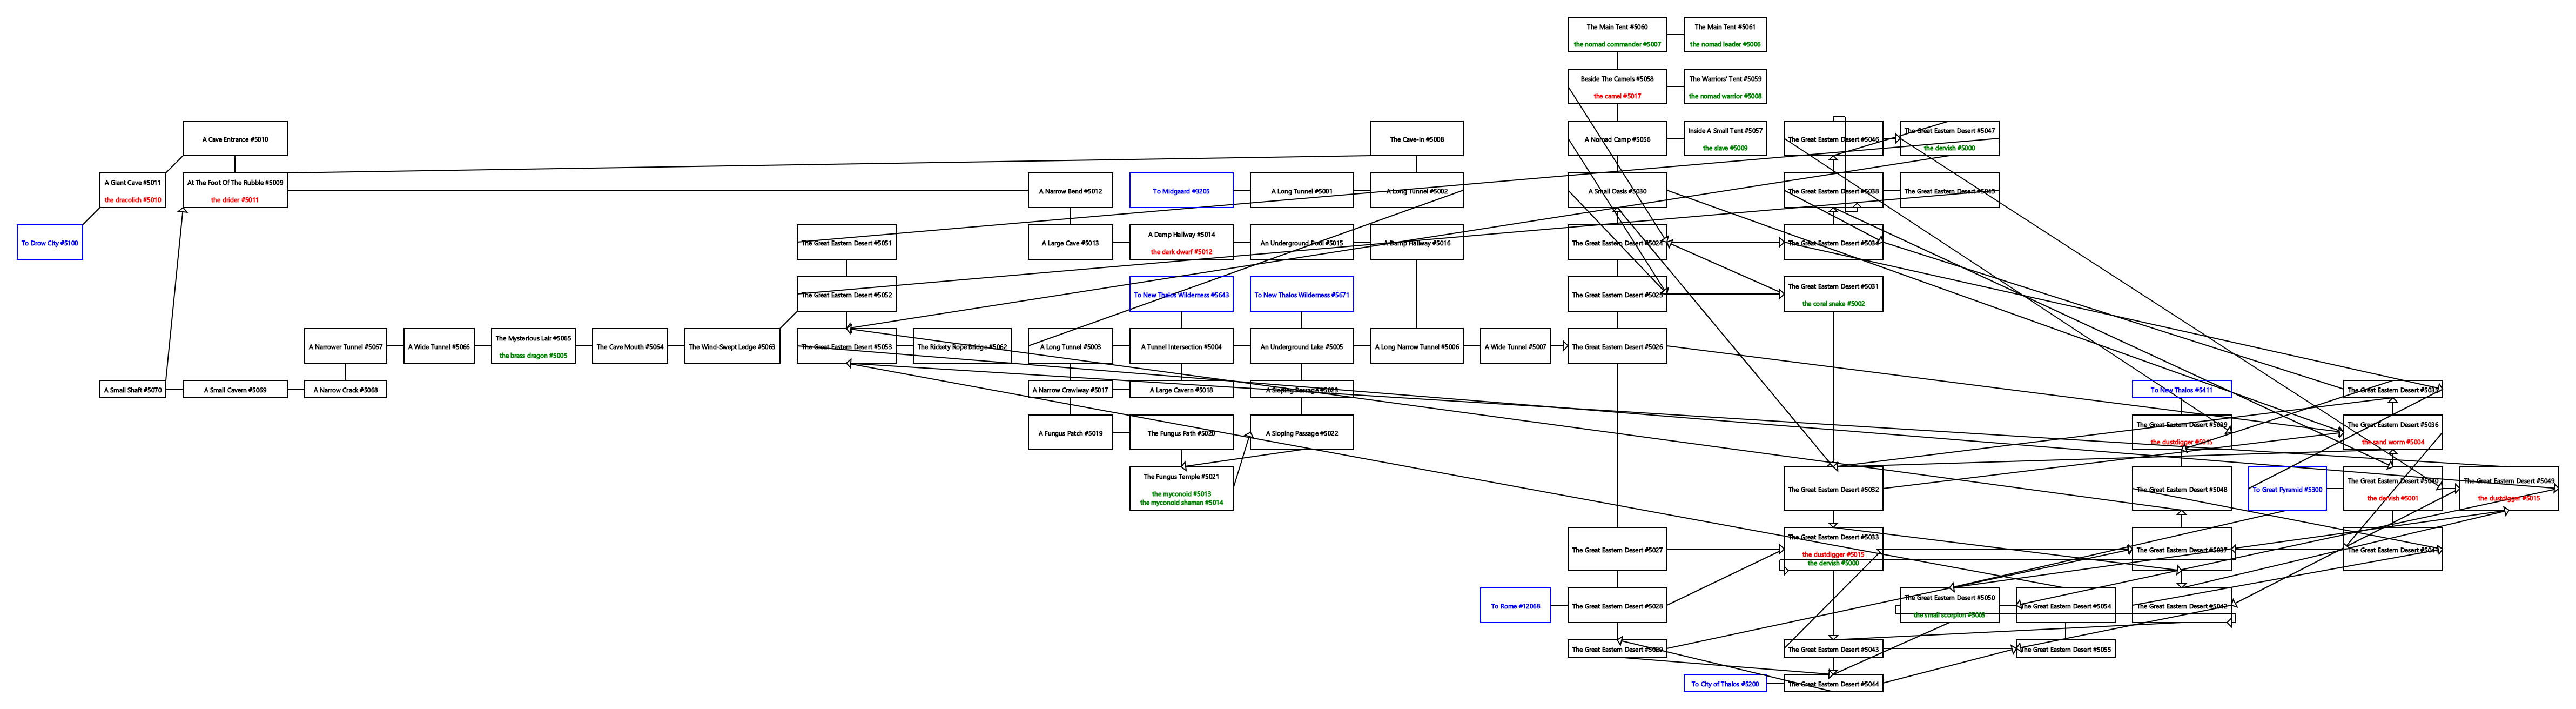 The Main Tent #5060
the nomad commander #5007
The Main Tent #5061
the nomad leader #5006
Beside The Camels #5058
the camel #5017
The Warriors' Tent #5059
the nomad warrior #5008
A Cave Entrance #5010
The Cave-In #5008
A Nomad Camp #5056
Inside A Small Tent #5057
the slave #5009
The Great Eastern Desert #5046
The Great Eastern Desert #5047
the dervish #5000
A Giant Cave #5011
the dracolich #5010
At The Foot Of The Rubble #5009
the drider #5011
A Narrow Bend #5012
To Midgaard #3205
A Long Tunnel #5001
A Long Tunnel #5002
A Small Oasis #5030
The Great Eastern Desert #5038
The Great Eastern Desert #5045
To Drow City #5100
The Great Eastern Desert #5051
A Large Cave #5013
A Damp Hallway #5014
the dark dwarf #5012
An Underground Pool #5015
A Damp Hallway #5016
The Great Eastern Desert #5024
The Great Eastern Desert #5034
The Great Eastern Desert #5052
To New Thalos Wilderness #5643
To New Thalos Wilderness #5671
The Great Eastern Desert #5025
The Great Eastern Desert #5031
the coral snake #5002
A Narrower Tunnel #5067
A Wide Tunnel #5066
The Mysterious Lair #5065
the brass dragon #5005
The Cave Mouth #5064
The Wind-Swept Ledge #5063
The Great Eastern Desert #5053
The Rickety Rope Bridge #5062
A Long Tunnel #5003
A Tunnel Intersection #5004
An Underground Lake #5005
A Long Narrow Tunnel #5006
A Wide Tunnel #5007
The Great Eastern Desert #5026
A Small Shaft #5070
A Small Cavern #5069
A Narrow Crack #5068
A Narrow Crawlway #5017
A Large Cavern #5018
A Sloping Passage #5023
To New Thalos #5411
The Great Eastern Desert #5035
A Fungus Patch #5019
The Fungus Path #5020
A Sloping Passage #5022
The Great Eastern Desert #5039
the dustdigger #5015
The Great Eastern Desert #5036
the sand worm #5004
The Fungus Temple #5021
the myconoid #5013
the myconoid shaman #5014
The Great Eastern Desert #5032
The Great Eastern Desert #5048
To Great Pyramid #5300
The Great Eastern Desert #5040
the dervish #5001
The Great Eastern Desert #5049
the dustdigger #5015
The Great Eastern Desert #5027
The Great Eastern Desert #5033
the dustdigger #5015
the dervish #5000
The Great Eastern Desert #5037
The Great Eastern Desert #5041
To Rome #12068
The Great Eastern Desert #5028
The Great Eastern Desert #5050
the small scorpion #5003
The Great Eastern Desert #5054
The Great Eastern Desert #5042
The Great Eastern Desert #5029
The Great Eastern Desert #5043
The Great Eastern Desert #5055
To City of Thalos #5200
The Great Eastern Desert #5044